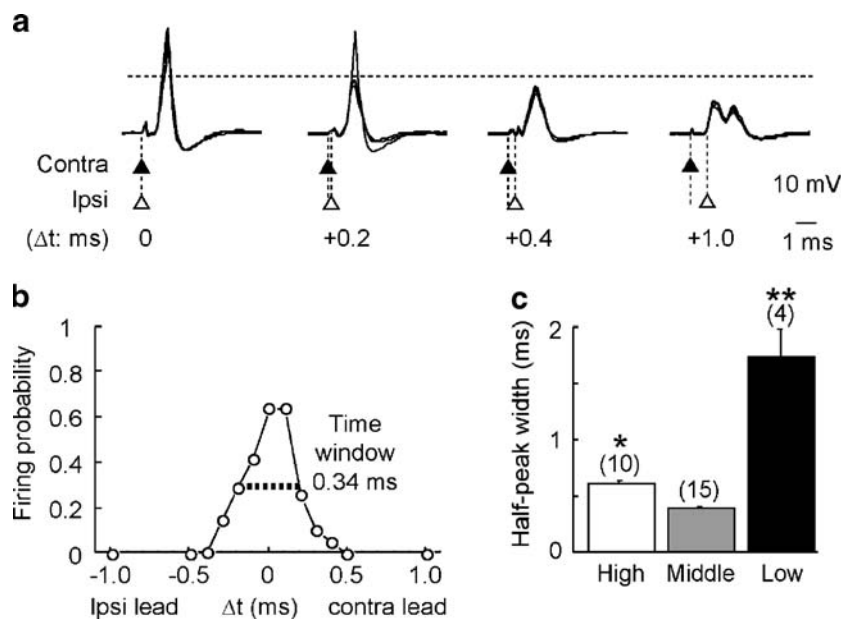 a
Contra
Ipsi
10 mV
(Δt: ms) 0 +0.2 +0.4 +1.0 1 ms
b
Firing probability
1
0.8
0.6
0.4
0.2
0
Time
window
0.34 ms
-1.0 -0.5 0 0.5 1.0
Ipsi lead Δt (ms) contra lead
c
Half-peak width (ms)
2
1
0
*
(10)
(15)
**
(4)
High Middle Low